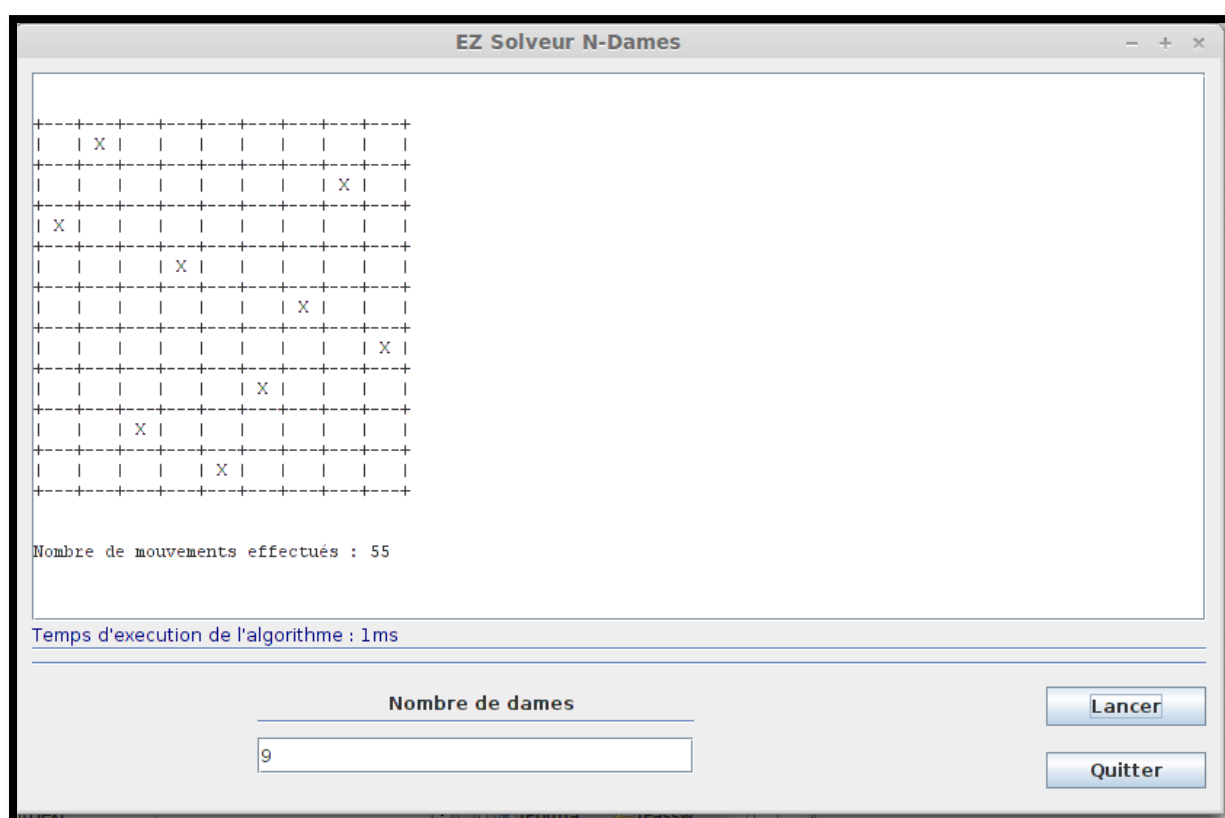 EZ Solveur N-Dames
+---+---+---+---+---+---+---+---+---+
|   | X |   |   |   |   |   |   |   |
+---+---+---+---+---+---+---+---+---+
|   |   |   |   |   |   |   | X |   |
+---+---+---+---+---+---+---+---+---+
| X |   |   |   |   |   |   |   |   |
+---+---+---+---+---+---+---+---+---+
|   |   |   | X |   |   |   |   |   |
+---+---+---+---+---+---+---+---+---+
|   |   |   |   |   |   | X |   |   |
+---+---+---+---+---+---+---+---+---+
|   |   |   |   |   |   |   |   | X |
+---+---+---+---+---+---+---+---+---+
|   |   |   |   |   | X |   |   |   |
+---+---+---+---+---+---+---+---+---+
|   |   | X |   |   |   |   |   |   |
+---+---+---+---+---+---+---+---+---+
|   |   |   |   | X |   |   |   |   |
+---+---+---+---+---+---+---+---+---+
Nombre de mouvements effectués : 55
Temps d'execution de l'algorithme : 1ms
Nombre de dames
9
Lancer
Quitter